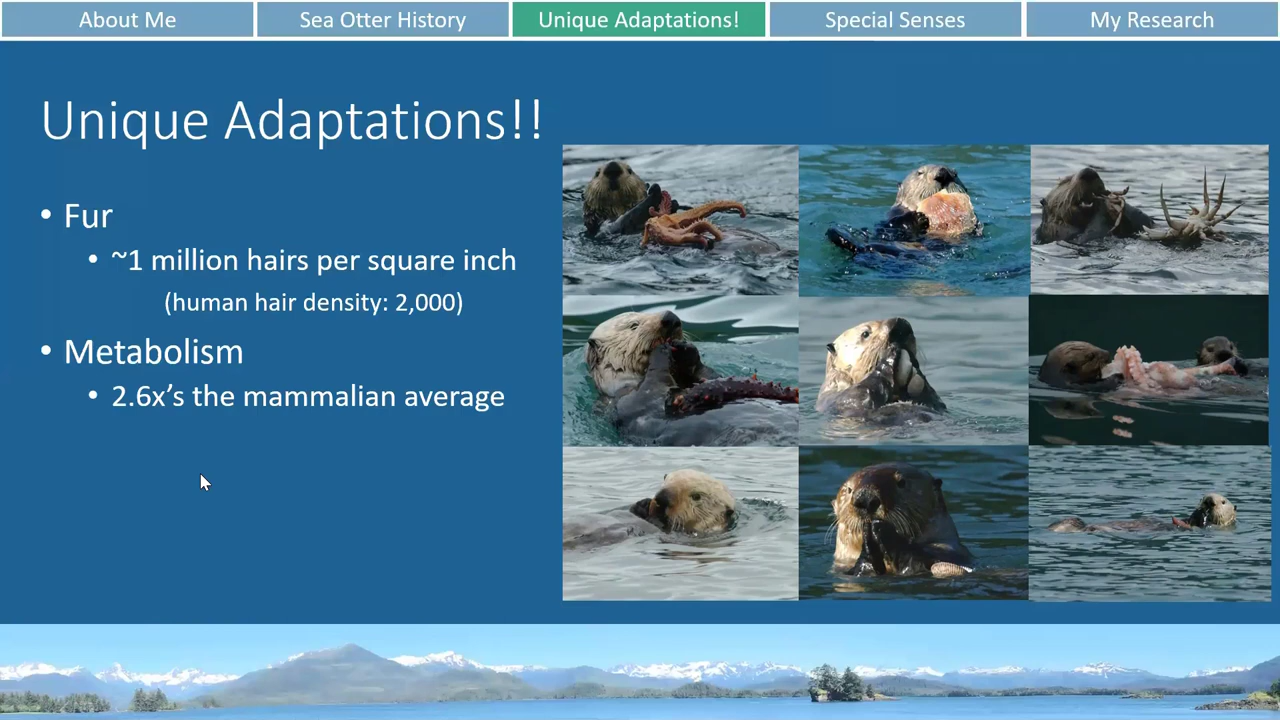 About Me
Sea Otter History
Unique Adaptations!
Special Senses
My Research
Unique Adaptations!!
• Fur
• ~1 million hairs per square inch
(human hair density: 2,000)
• Metabolism
• 2.6x’s the mammalian average